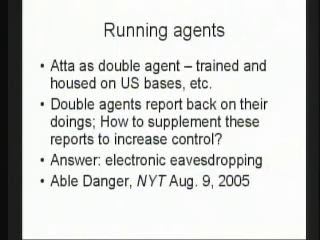 Running agents
• Atta as double agent – trained and
housed on US bases, etc.
• Double agents report back on their
doings; How to supplement these
reports to increase control?
• Answer: electronic eavesdropping
• Able Danger, NYT Aug. 9, 2005